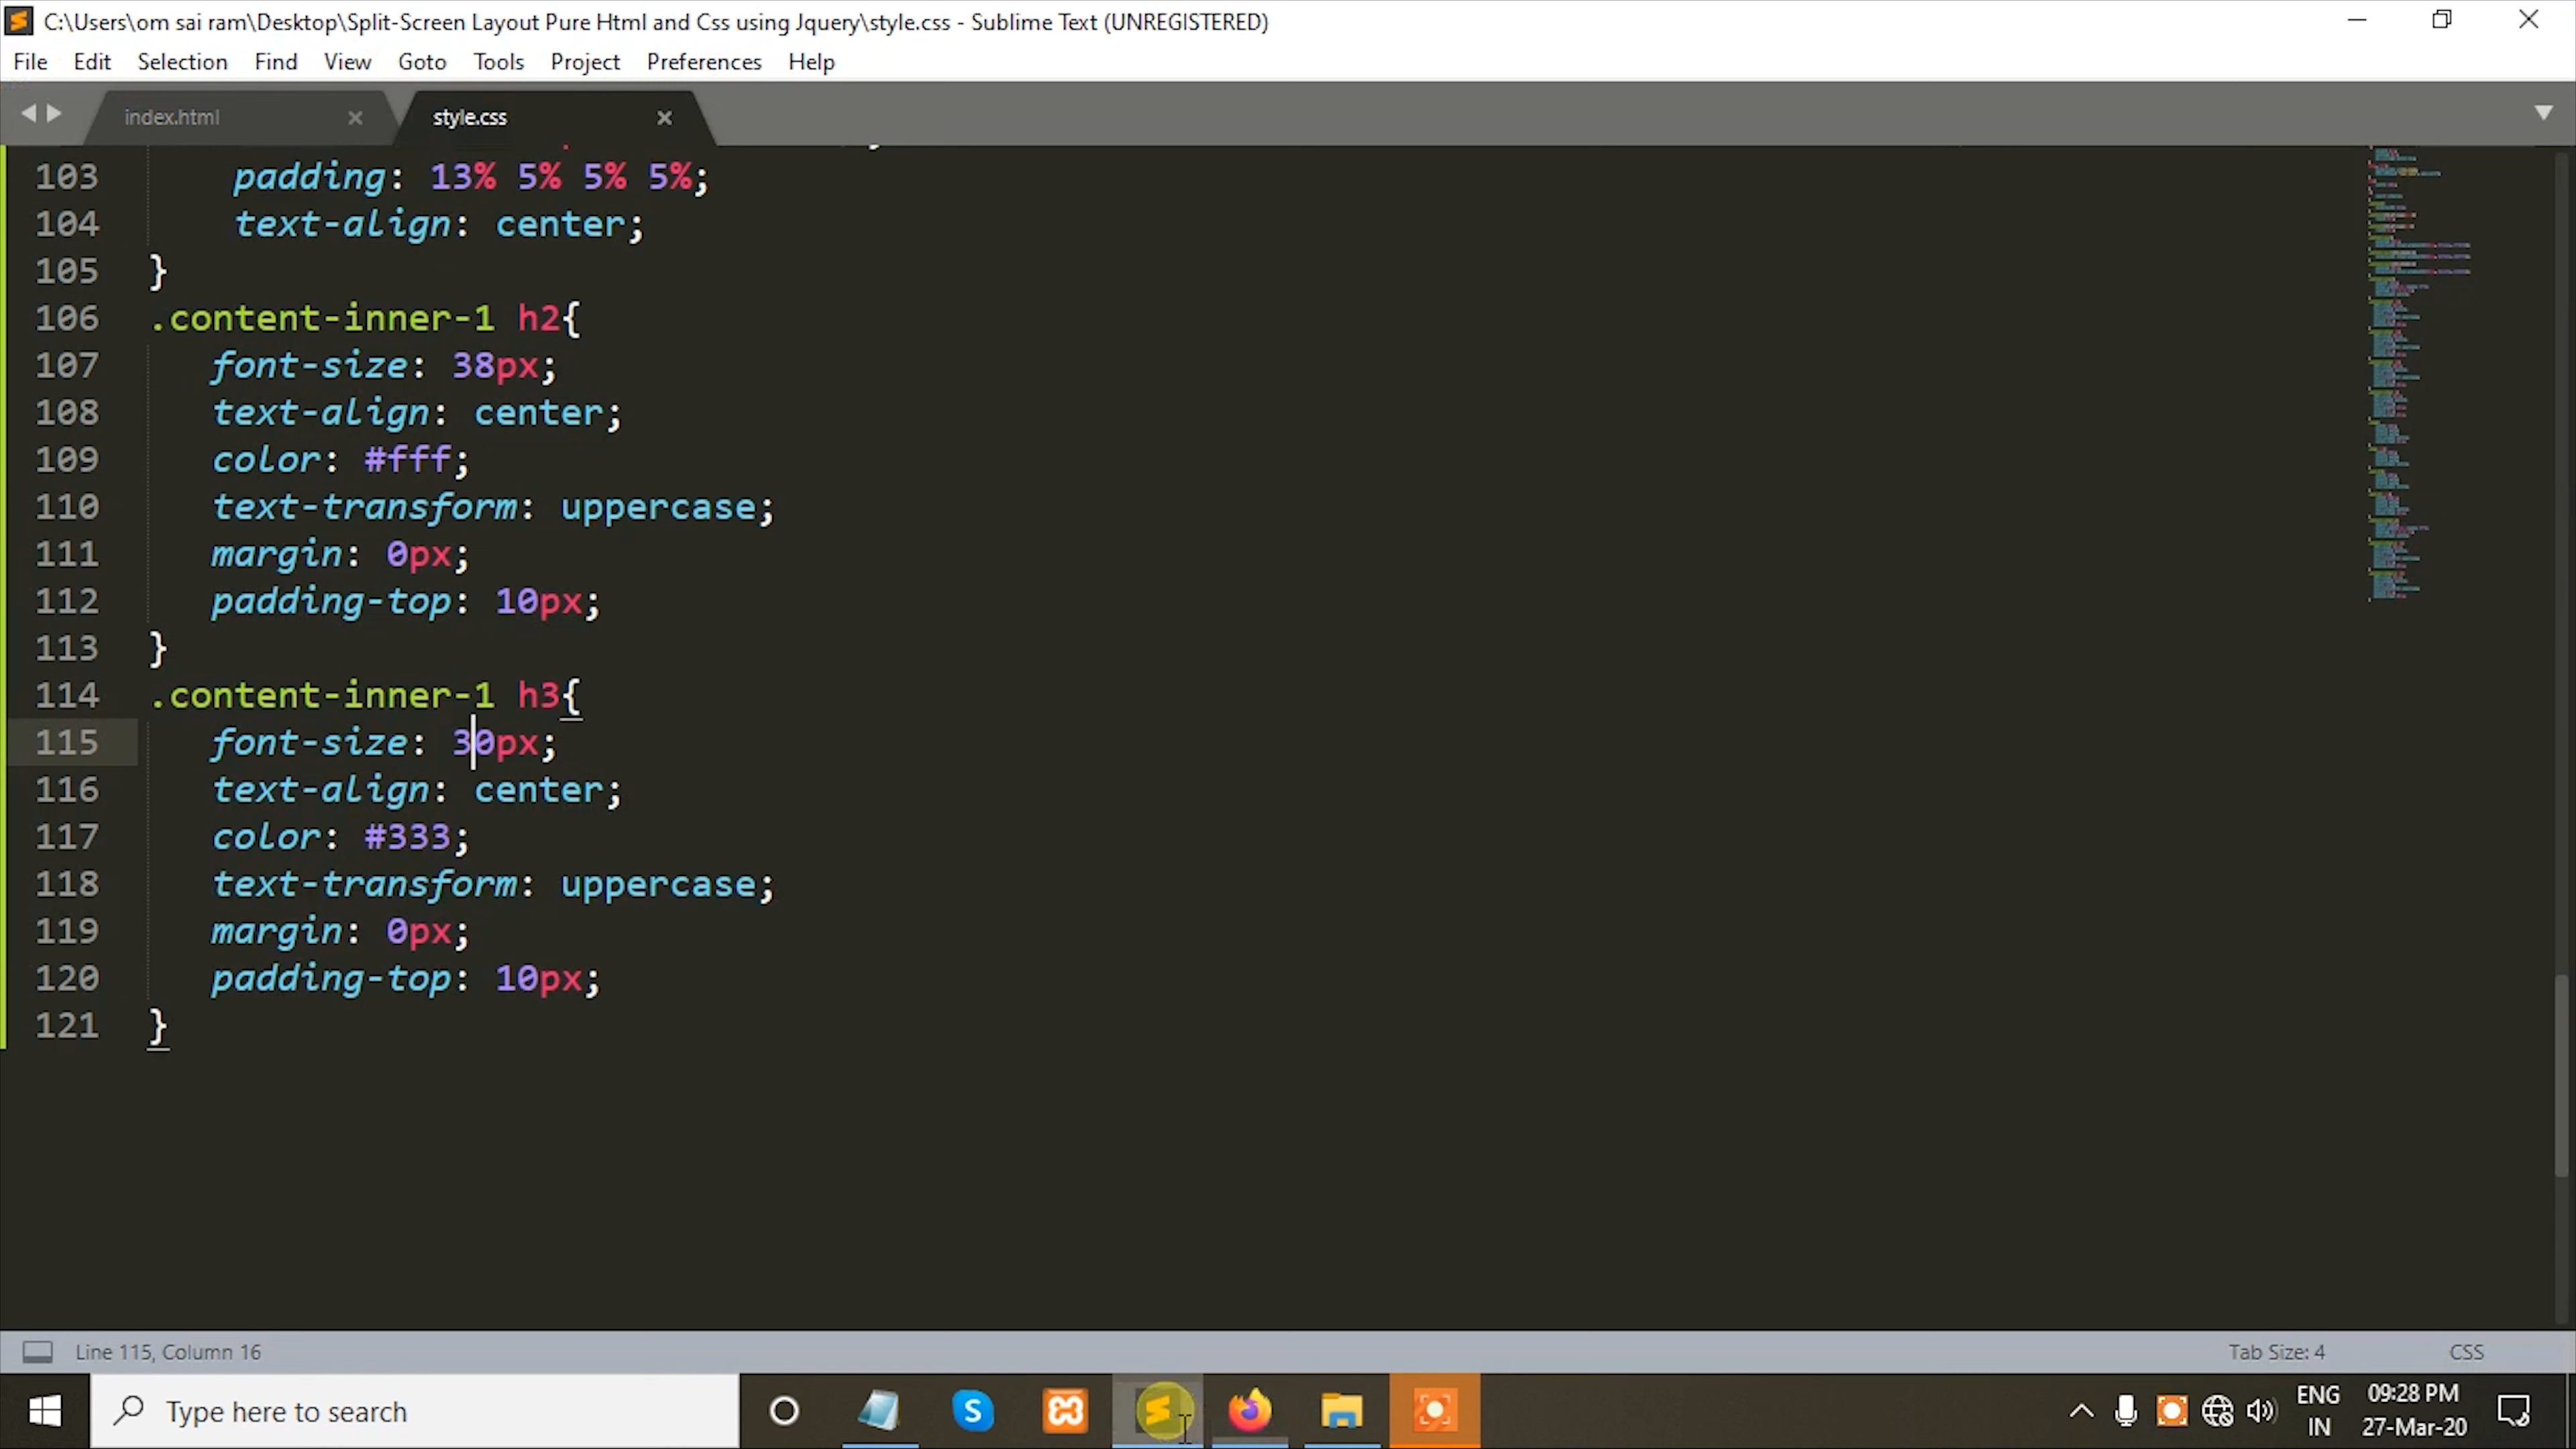 C:\Users\om sai ram\Desktop\Split-Screen Layout Pure Html and Css using Jquery\style.css - Sublime Text (UNREGISTERED)
File Edit Selection Find View Goto Tools Project Preferences Help
index.html style.css
103 padding: 13% 5% 5% 5%;
104 text-align: center;
105 }
106 .content-inner-1 h2{
107 font-size: 38px;
108 text-align: center;
109 color: #fff;
110 text-transform: uppercase;
111 margin: 0px;
112 padding-top: 10px;
113 }
114 .content-inner-1 h3{
115 font-size: 30px;
116 text-align: center;
117 color: #333;
118 text-transform: uppercase;
119 margin: 0px;
120 padding-top: 10px;
121 }
Line 115, Column 16 Tab Size: 4 CSS
Type here to search
ENG 09:28 PM
IN 27-Mar-20